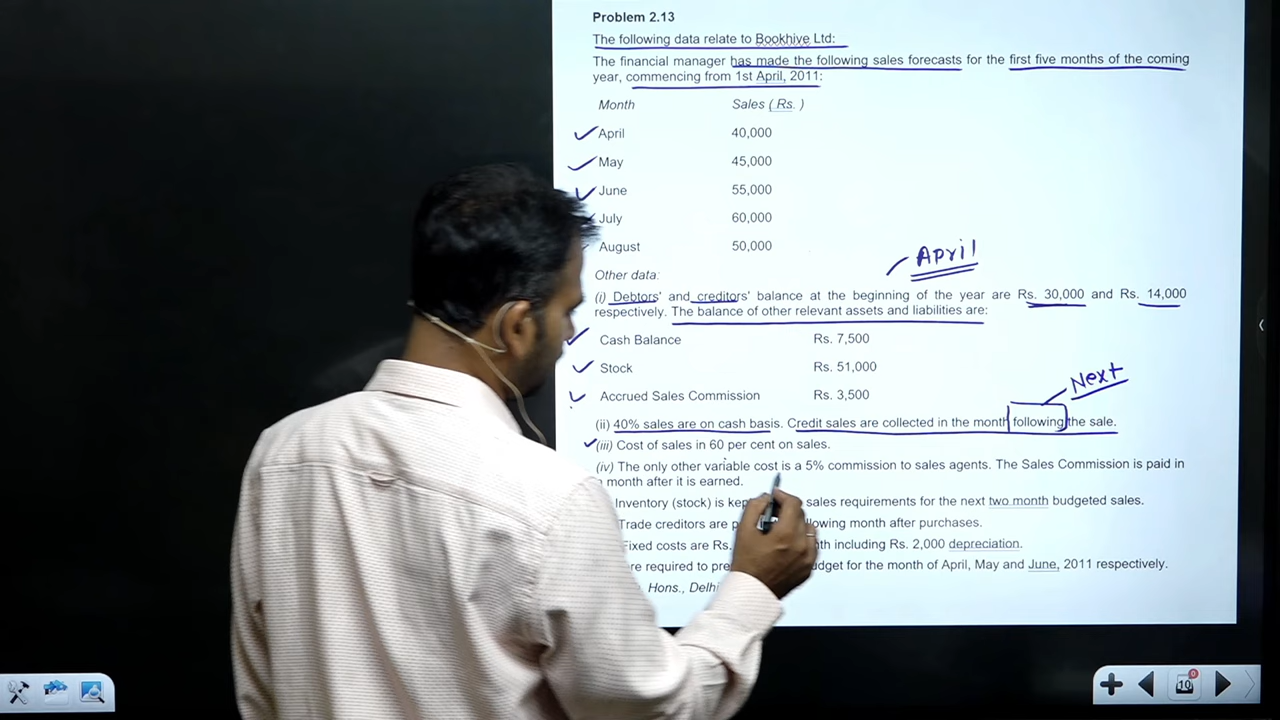 Problem 2.13
The following data relate to Bookhive Ltd:
The financial manager has made the following sales forecasts for the first five months of the coming
year, commencing from 1st April, 2011:
Month Sales ( Rs. )
April 40,000
May 45,000
June 55,000
July 60,000
August 50,000
April
Other data:
(i) Debtors' and creditors' balance at the beginning of the year are Rs. 30,000 and Rs. 14,000
respectively. The balance of other relevant assets and liabilities are:
Cash Balance Rs. 7,500
Stock Rs. 51,000
Accrued Sales Commission Rs. 3,500
Next
(ii) 40% sales are on cash basis. Credit sales are collected in the month following the sale.
(iii) Cost of sales in 60 per cent on sales.
(iv) The only other variable cost is a 5% commission to sales agents. The Sales Commission is paid in
month after it is earned.
Inventory (stock) is sales requirements for the next two month budgeted sales.
Trade creditors are month after purchases.
Fixed costs are Rs. including Rs. 2,000 depreciation.
required to for the month of April, May and June, 2011 respectively.
Hons.,
10